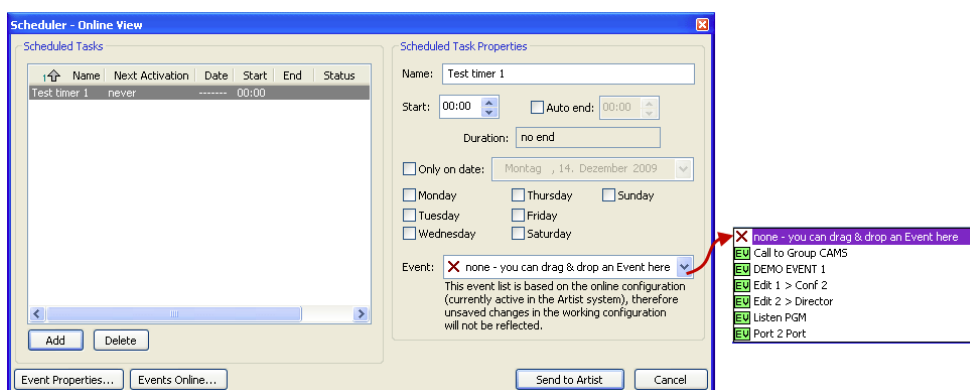 Scheduler - Online View
Scheduled Tasks
1 Name Next Activation Date Start End Status
Test timer 1 never ------- 00:00
Add Delete
Event Properties... Events Online...
Scheduled Task Properties
Name: Test timer 1
Start: 00:00 Auto end: 00:00
Duration: no end
Only on date: Montag , 14. Dezember 2009
Monday Thursday Sunday
Tuesday Friday
Wednesday Saturday
Event: none - you can drag & drop an Event here
This event list is based on the online configuration
(currently active in the Artist system), therefore
unsaved changes in the working configuration
will not be reflected.
Send to Artist Cancel
none - you can drag & drop an Event here
EV Call to Group CAMS
EV DEMO EVENT 1
EV Edit 1 > Conf 2
EV Edit 2 > Director
EV Listen PGM
EV Port 2 Port